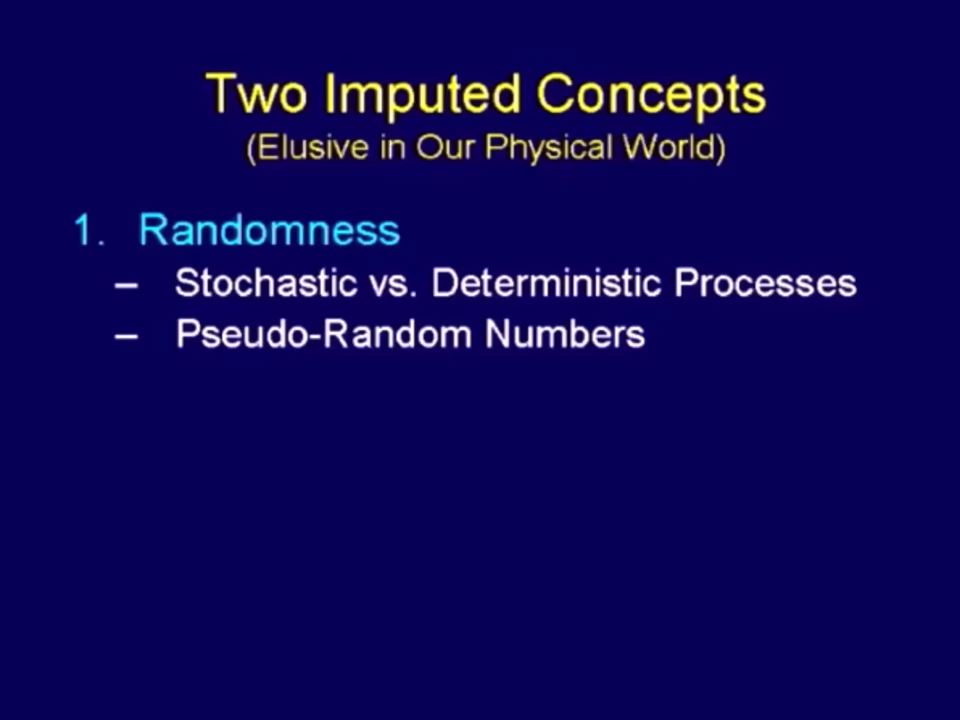 Two Imputed Concepts
(Elusive in Our Physical World)
1. Randomness
– Stochastic vs. Deterministic Processes
– Pseudo-Random Numbers